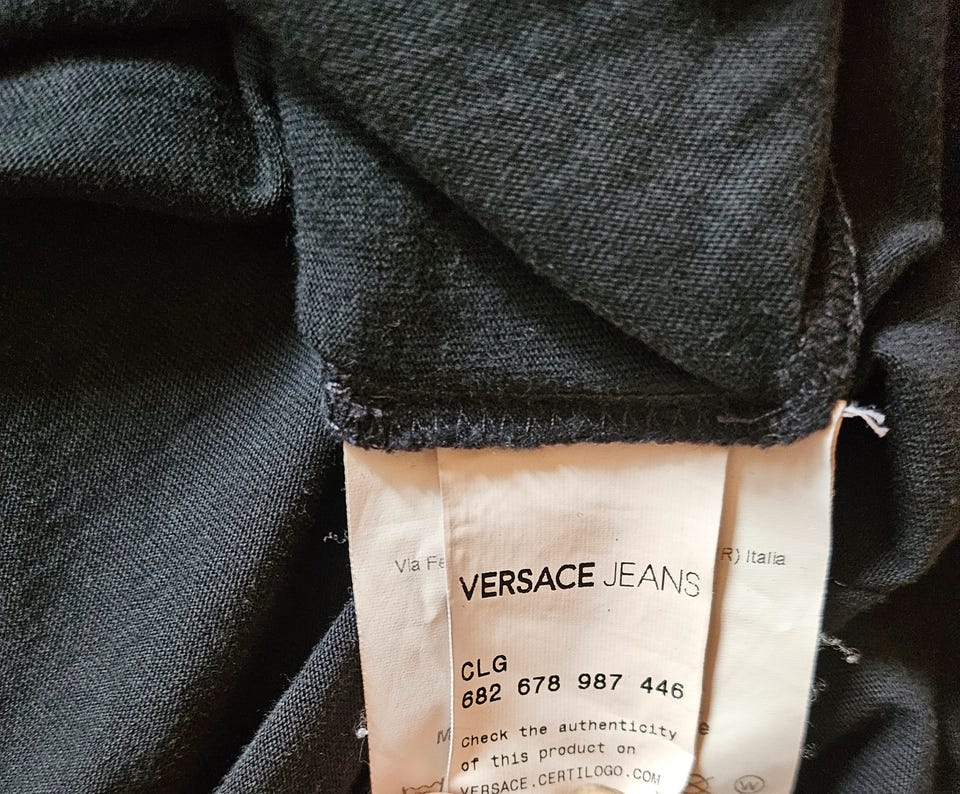 Via Fe
R) Italia
VERSACE JEANS
CLG
682 678 987 446
Check the authenticity
of this product on
VERSACE.CERTILOGO.COM
M
e
W